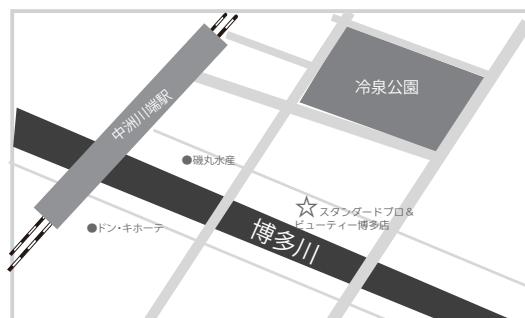 冷泉公園
中洲川端駅
●磯丸水産
☆ スタンダードプロ＆
ビューティー博多店
●ドン・キホーテ
博多川